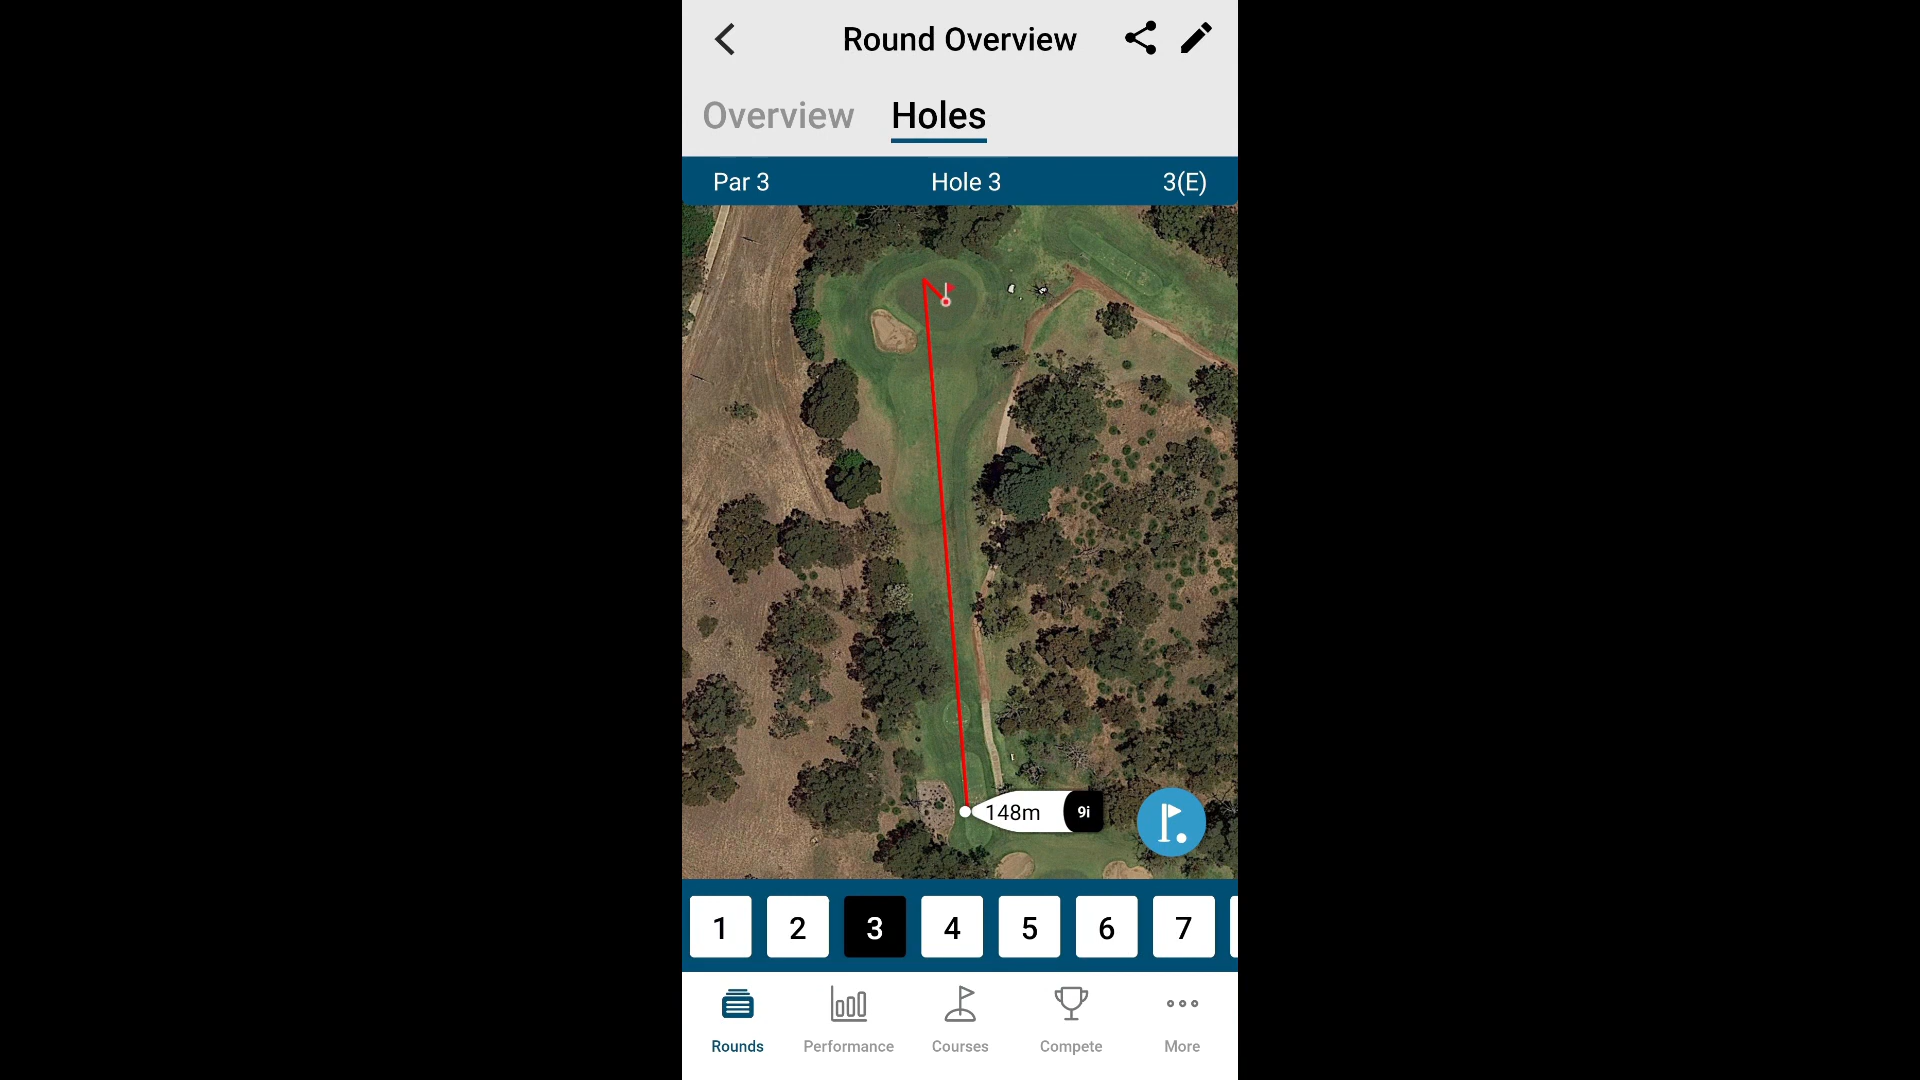 Round Overview
Overview Holes
Par 3 Hole 3 3(E)
148m 9i
1 2 3 4 5 6 7
Rounds Performance Courses Compete More